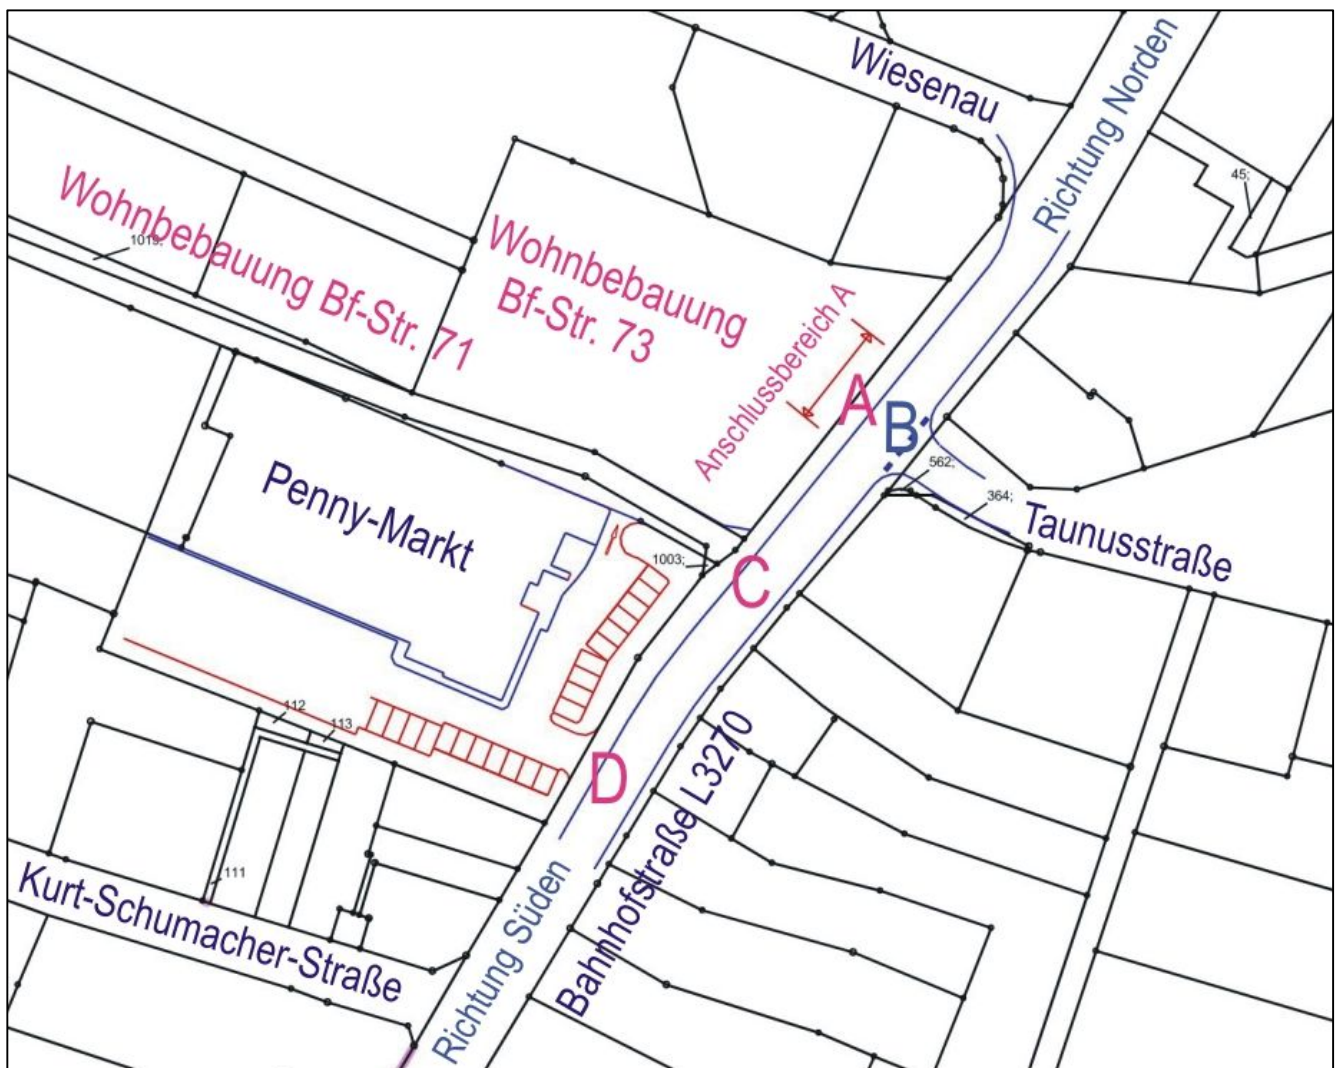 Wiesenau
Richtung Norden
45;
Wohnbebauung Bf-Str. 71
1019;
Wohnbebauung
Bf-Str. 73
Anschlussbereich A
A
B
562;
364;
Taunusstraße
Penny-Markt
1003;
C
112
113
D
Bahnhofstraße L3270
111
Kurt-Schumacher-Straße
Richtung Süden